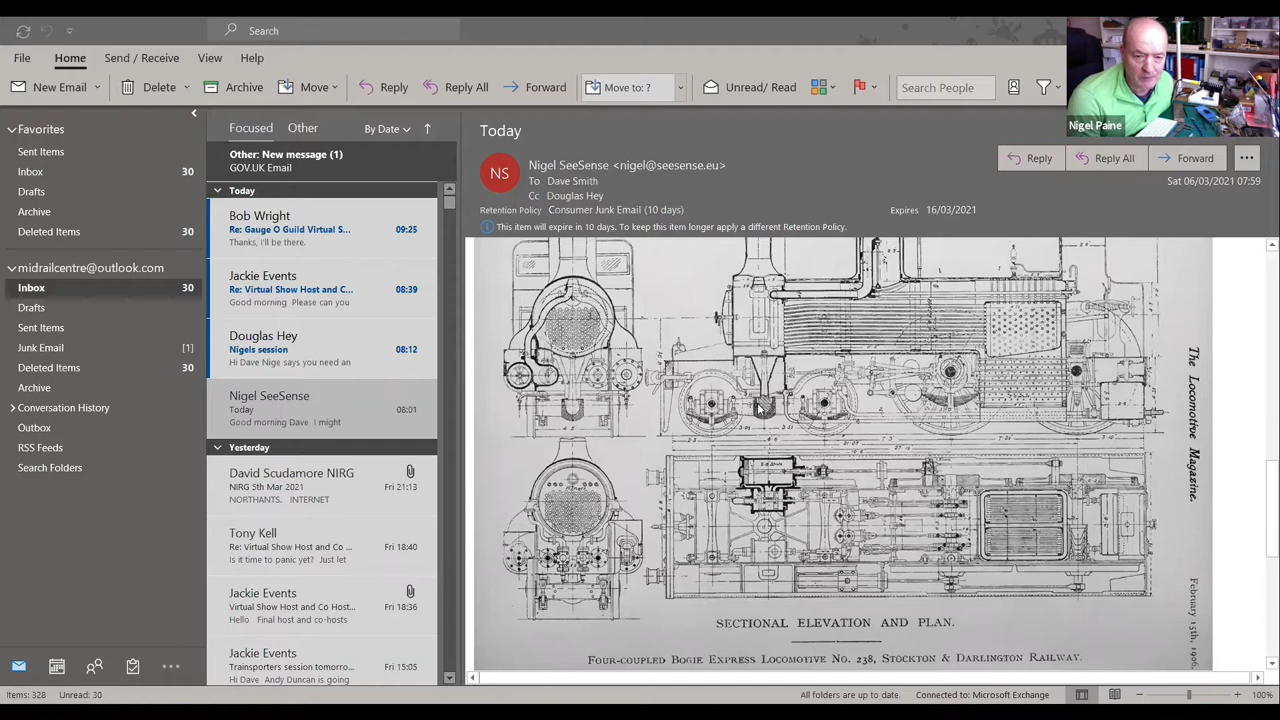 Search
Nigel Paine
File Home Send / Receive View Help
New Email Delete Archive Move Reply Reply All Forward Move to: ? Unread/ Read Search People
Favorites
Sent Items
Inbox 30
Drafts
Archive
Deleted Items 30
midrailcentre@outlook.com
Inbox 30
Drafts
Sent Items
Junk Email [1]
Deleted Items 30
Archive
Conversation History
Outbox
RSS Feeds
Search Folders
Focused Other By Date
Other: New message (1)
GOV.UK Email
Today
Bob Wright
Re: Gauge O Guild Virtual S... 09:25
Thanks, I'll be there.
Jackie Events
Re: Virtual Show Host and C... 08:39
Good morning Please can you
Douglas Hey
Nigels session 08:12
Hi Dave Nige says you need an
Nigel SeeSense
Today 08:01
Good morning Dave I might
Yesterday
David Scudamore NIRG
NIRG 5th Mar 2021 Fri 21:13
NORTHANTS. INTERNET
Tony Kell
Re: Virtual Show Host and Co ... Fri 18:40
Is it time to panic yet? Just let
Jackie Events
Virtual Show Host and Co Host... Fri 18:36
Hello Final host and co-hosts
Jackie Events
Trainsporters session tomorro... Fri 15:05
Hi Dave Andy Duncan is going
Today
NS
Nigel SeeSense <nigel@seesense.eu>
To Dave Smith
Cc Douglas Hey
Retention Policy Consumer Junk Email (10 days) Expires 16/03/2021
This item will expire in 10 days. To keep this item longer apply a different Retention Policy.
Reply Reply All Forward
Sat 06/03/2021 07:59
The Locomotive Magazine.
February 15th, 1906.
SECTIONAL ELEVATION AND PLAN.
FOUR-COUPLED BOGIE EXPRESS LOCOMOTIVE NO. 238, STOCKTON & DARLINGTON RAILWAY.
Items: 328 Unread: 30 All folders are up to date. Connected to: Microsoft Exchange 100%